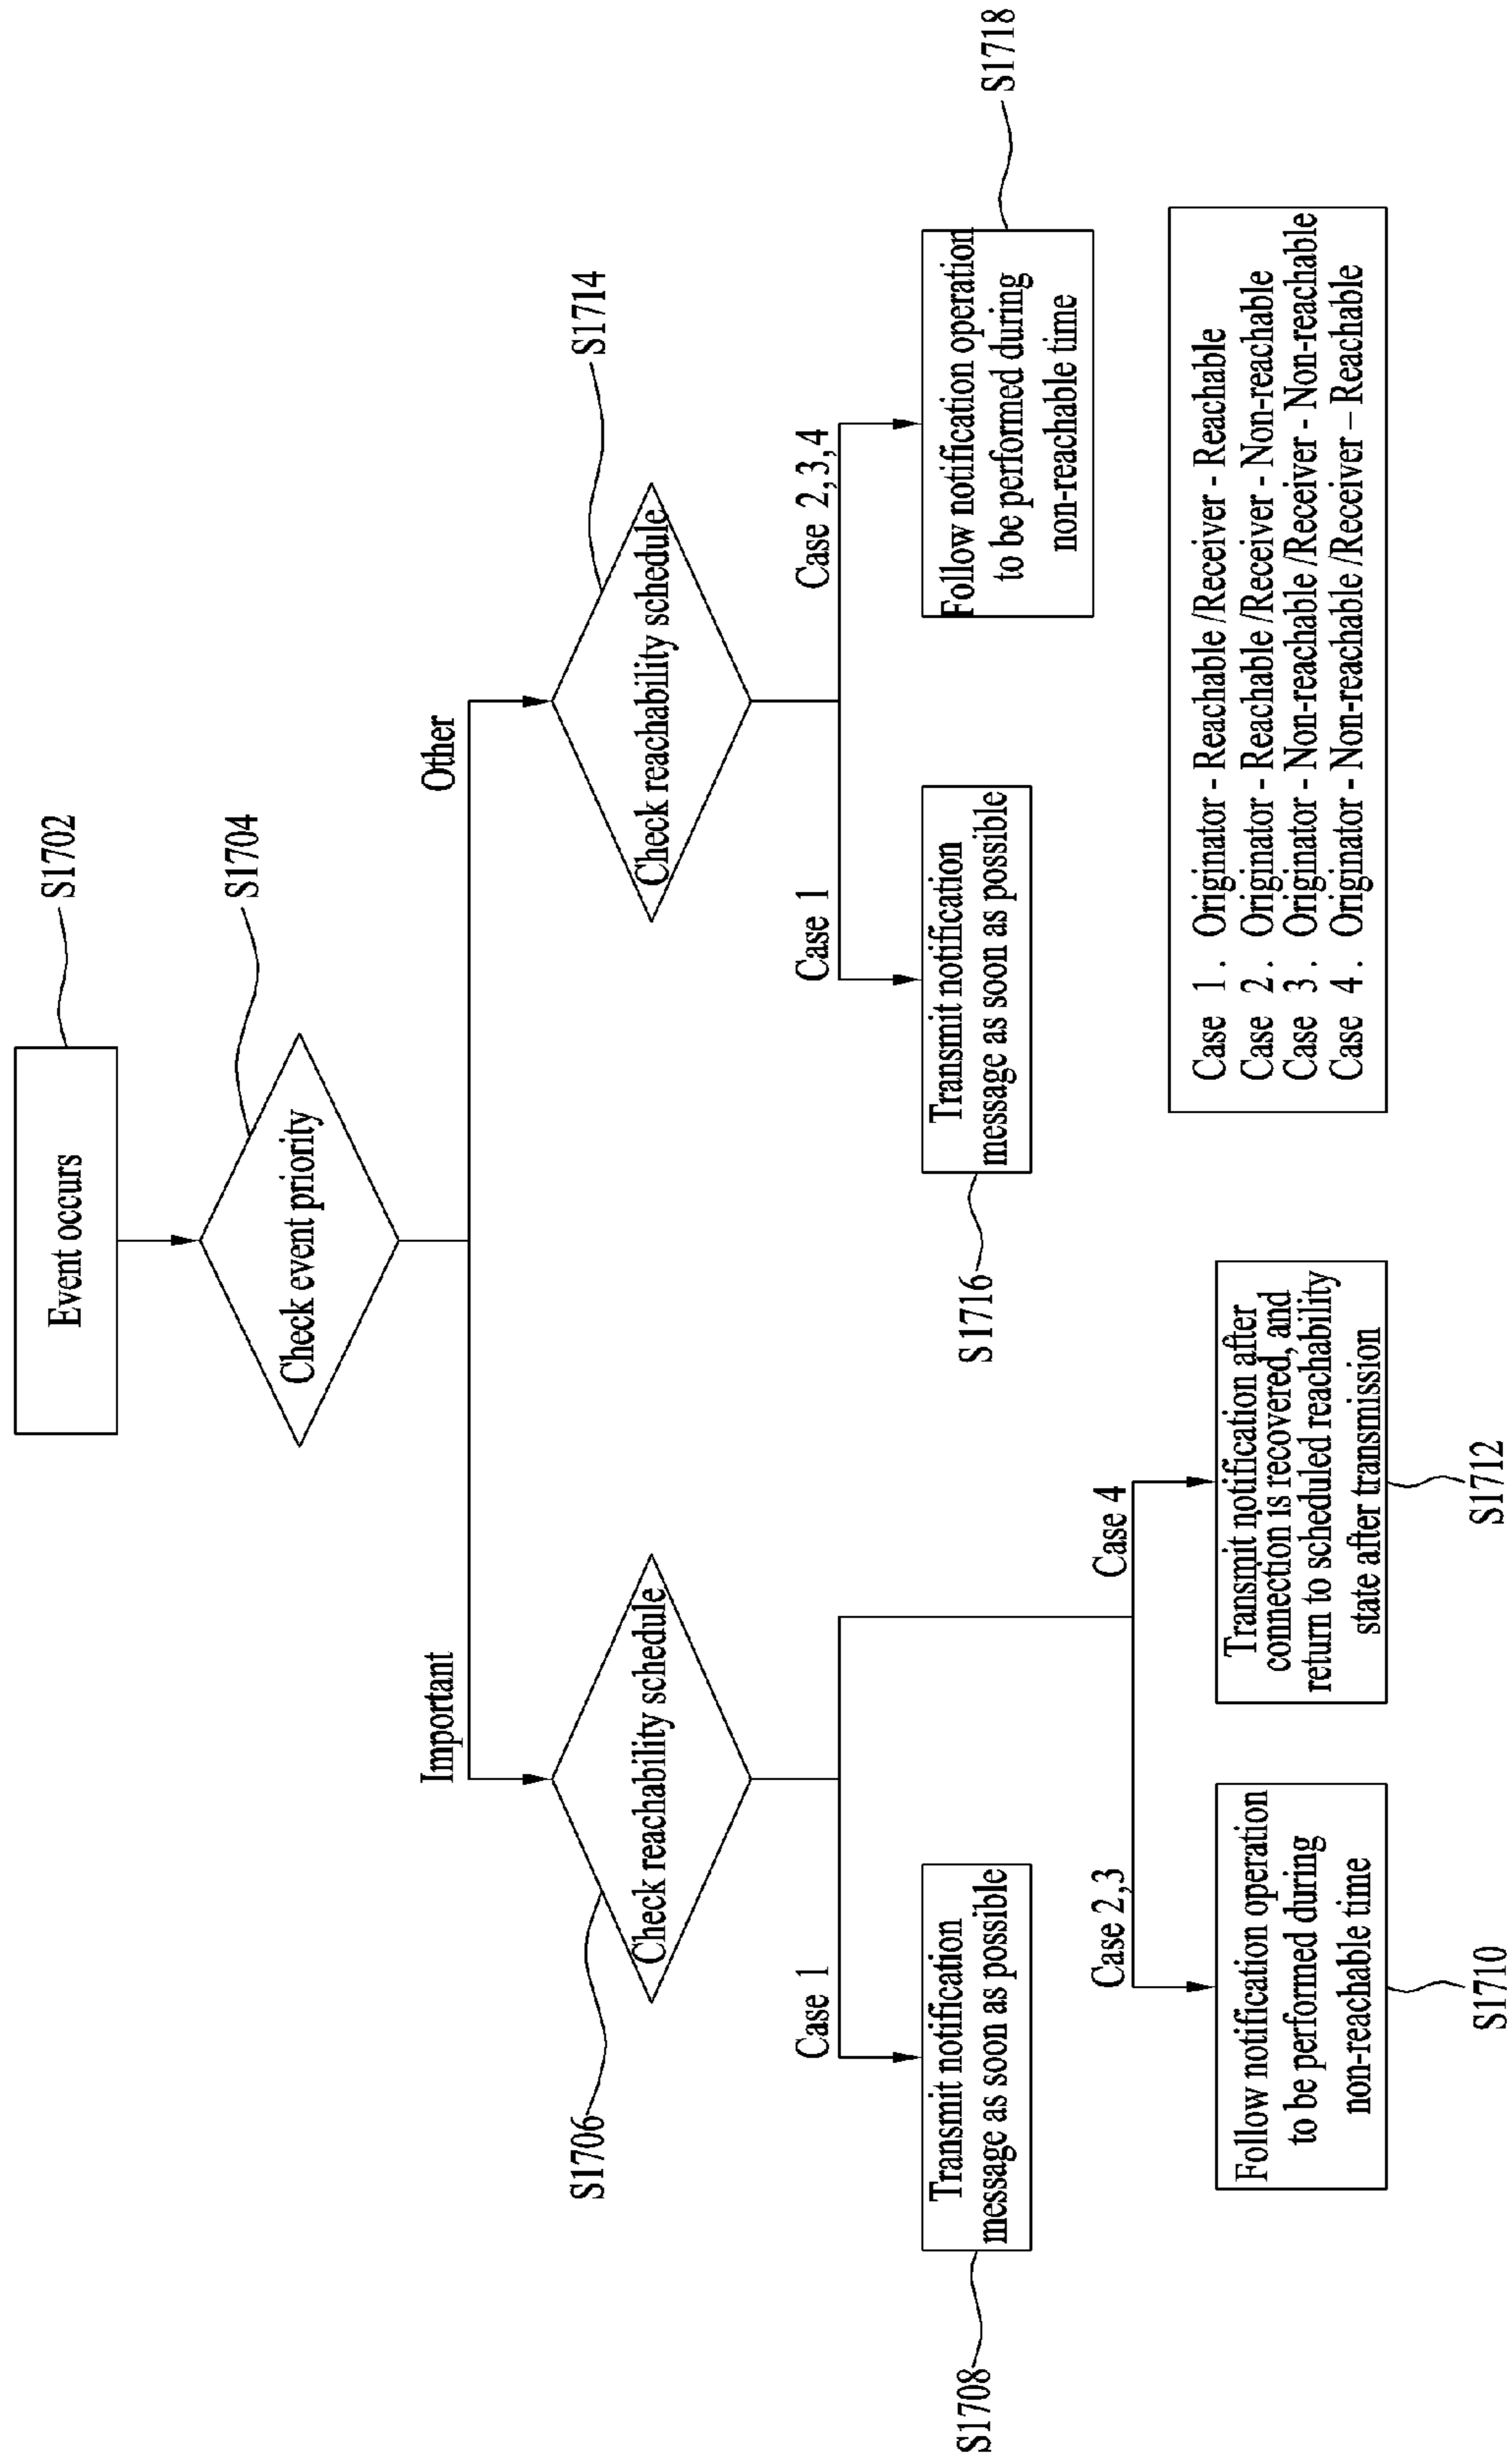 Event occurs
S1702
Check event priority
S1704
Important
Other
Check reachability schedule
S1706
Check reachability schedule
S1714
Case 1
Transmit notification
message as soon as possible
S1708
Case 2,3
Follow notification operation
to be performed during
non-reachable time
S1710
Case 4
Transmit notification after
connection is recovered, and
return to scheduled reachability
state after transmission
S1712
Case 1
Transmit notification
message as soon as possible
S1716
Case 2,3,4
Follow notification operation
to be performed during
non-reachable time
S1718
Case 1 . Originator - Reachable /Receiver - Reachable
Case 2 . Originator - Reachable /Receiver - Non-reachable
Case 3 . Originator - Non-reachable /Receiver - Non-reachable
Case 4 . Originator - Non-reachable /Receiver – Reachable